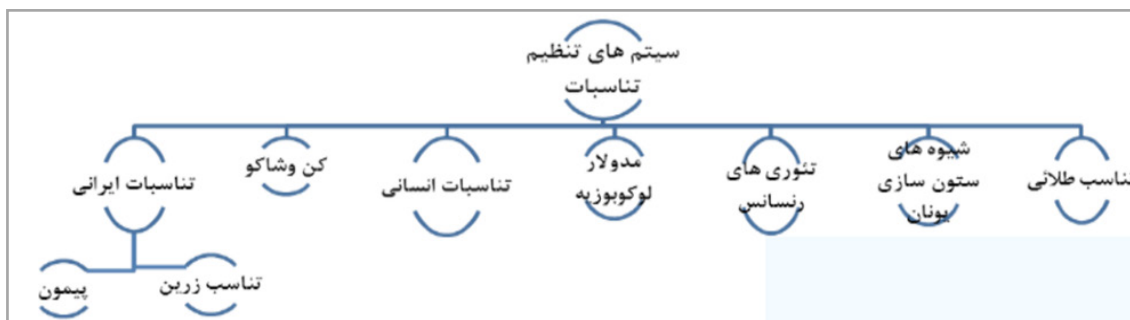 سیتم های تنظیم
تناسبات
تناسب طلائی
شیوه های
ستون سازی
یونان
تئوری های
رنسانس
مدولار
لوکوبوزیه
تناسبات انسانی
کن وشاکو
تناسبات ایرانی
تناسب زرین
پیمون